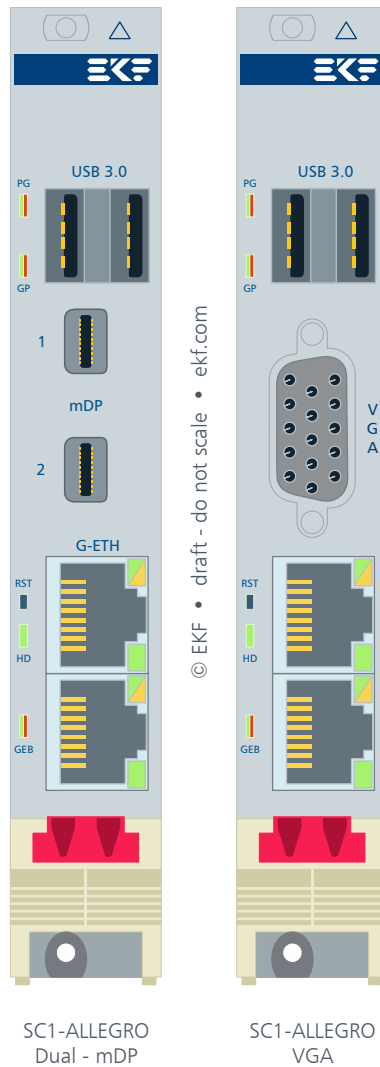 EKF
USB 3.0
PG
GP
1
mDP
2
G-ETH
RST
HD
GEB
SC1-ALLEGRO
Dual - mDP
© EKF • draft - do not scale • ekf.com
EKF
USB 3.0
PG
GP
V
G
A
RST
HD
GEB
SC1-ALLEGRO
VGA